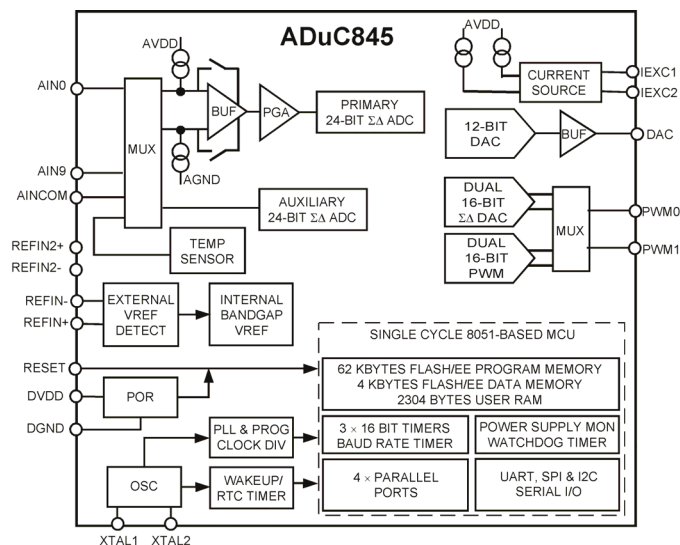 ADuC845
AVDD
AIN0
MUX
BUF
PGA
PRIMARY
24-BIT ΣΔ ADC
AGND
AIN9
AINCOM
AUXILIARY
24-BIT ΣΔ ADC
TEMP
SENSOR
REFIN2+
REFIN2-
REFIN-
REFIN+
EXTERNAL
VREF
DETECT
INTERNAL
BANDGAP
VREF
AVDD
CURRENT
SOURCE
IEXC1
IEXC2
12-BIT
DAC
BUF
DAC
DUAL
16-BIT
ΣΔ DAC
DUAL
16-BIT
PWM
MUX
PWM0
PWM1
RESET
DVDD
DGND
POR
PLL & PROG
CLOCK DIV
OSC
WAKEUP/
RTC TIMER
XTAL1
XTAL2
SINGLE CYCLE 8051-BASED MCU
62 KBYTES FLASH/EE PROGRAM MEMORY
4 KBYTES FLASH/EE DATA MEMORY
2304 BYTES USER RAM
3 × 16 BIT TIMERS
BAUD RATE TIMER
POWER SUPPLY MON
WATCHDOG TIMER
4 × PARALLEL
PORTS
UART, SPI & I2C
SERIAL I/O